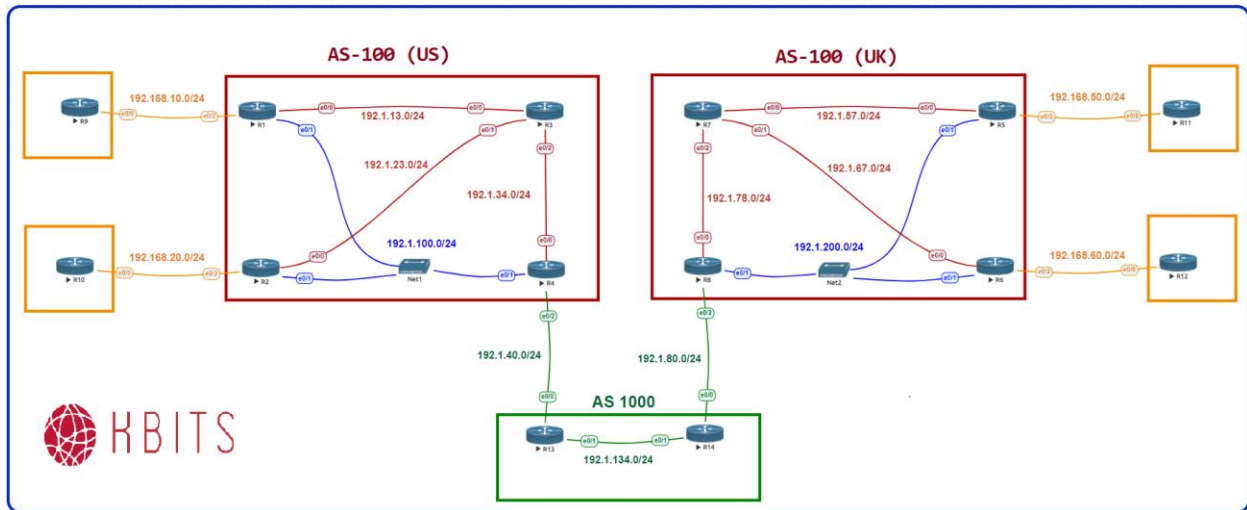 AS-100 (US)
AS-100 (UK)
192.168.10.0/24
e0/0
e0/2
R9
R1
e0/0
e0/0
192.1.13.0/24
e0/1
e0/1
R3
e0/2
192.1.23.0/24
192.1.34.0/24
192.168.20.0/24
e0/0
e0/2
R10
R2
e0/0
e0/1
192.1.100.0/24
Net1
e0/0
e0/1
R4
e0/2
R7
e0/0
e0/0
192.1.57.0/24
e0/1
e0/1
R5
e0/2
192.168.50.0/24
e0/0
R11
e0/2
192.1.67.0/24
192.1.78.0/24
192.1.200.0/24
e0/0
R8
e0/1
Net2
e0/0
e0/1
R6
e0/2
192.168.60.0/24
e0/0
R12
e0/2
192.1.40.0/24
192.1.80.0/24
e0/0
e0/0
AS 1000
R13
e0/1
e0/1
R14
192.1.134.0/24
KBITS